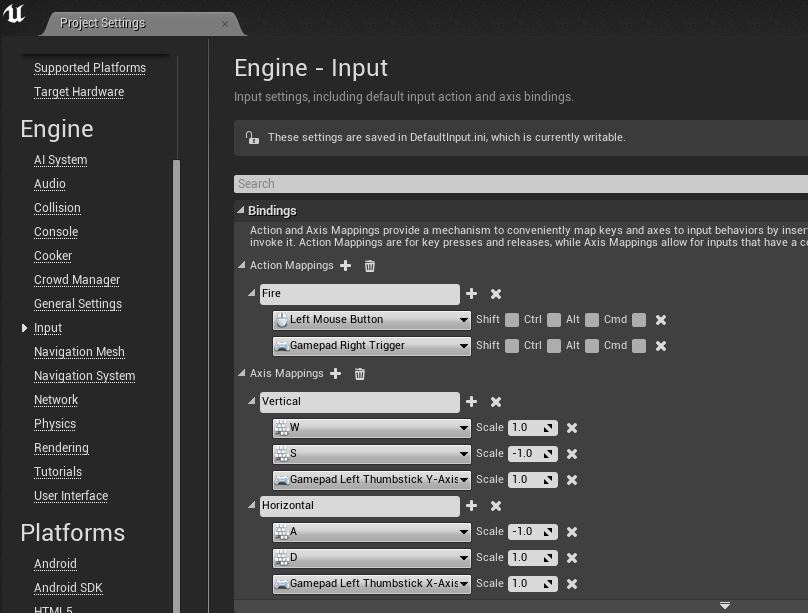 Project Settings
Supported Platforms
Target Hardware
Engine
AI System
Audio
Collision
Console
Cooker
Crowd Manager
General Settings
Input
Navigation Mesh
Navigation System
Network
Physics
Rendering
Tutorials
User Interface
Platforms
Android
Android SDK
HTML5
Engine - Input
Input settings, including default input action and axis bindings.
These settings are saved in DefaultInput.ini, which is currently writable.
Search
Bindings
Action and Axis Mappings provide a mechanism to conveniently map keys and axes to input behaviors by
invoke it. Action Mappings are for key presses and releases, while Axis Mappings allow for inputs that have a
Action Mappings
Fire
Left Mouse Button Shift Ctrl Alt Cmd
Gamepad Right Trigger Shift Ctrl Alt Cmd
Axis Mappings
Vertical
W Scale 1.0
S Scale -1.0
Gamepad Left Thumbstick Y-Axis Scale 1.0
Horizontal
A Scale -1.0
D Scale 1.0
Gamepad Left Thumbstick X-Axis Scale 1.0